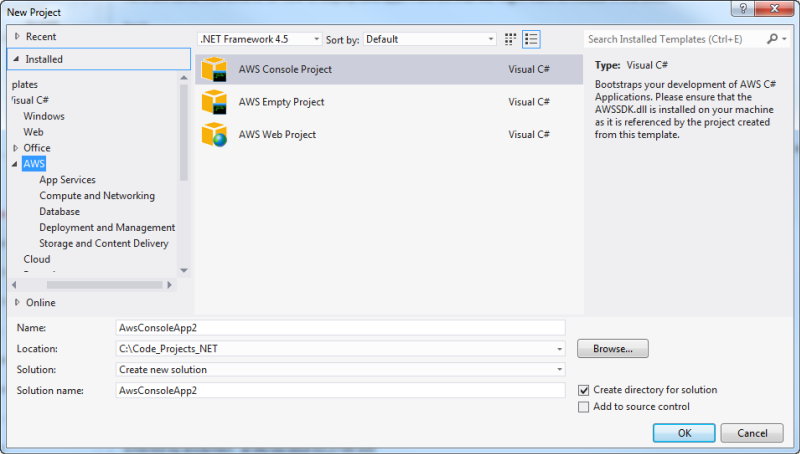 New Project
Recent
.NET Framework 4.5
Sort by:
Default
Search Installed Templates (Ctrl+E)
Installed
plates
isual C#
Windows
Web
Office
AWS
App Services
Compute and Networking
Database
Deployment and Management
Storage and Content Delivery
Cloud
Online
AWS Console Project
Visual C#
AWS Empty Project
Visual C#
AWS Web Project
Visual C#
Type: Visual C#
Bootstraps your development of AWS C#
Applications. Please ensure that the
AWSSDK.dll is installed on your machine
as it is referenced by the project created
from this template.
Name:
AwsConsoleApp2
Location:
C:\Code_Projects_NET
Browse...
Solution:
Create new solution
Solution name:
AwsConsoleApp2
Create directory for solution
Add to source control
OK
Cancel